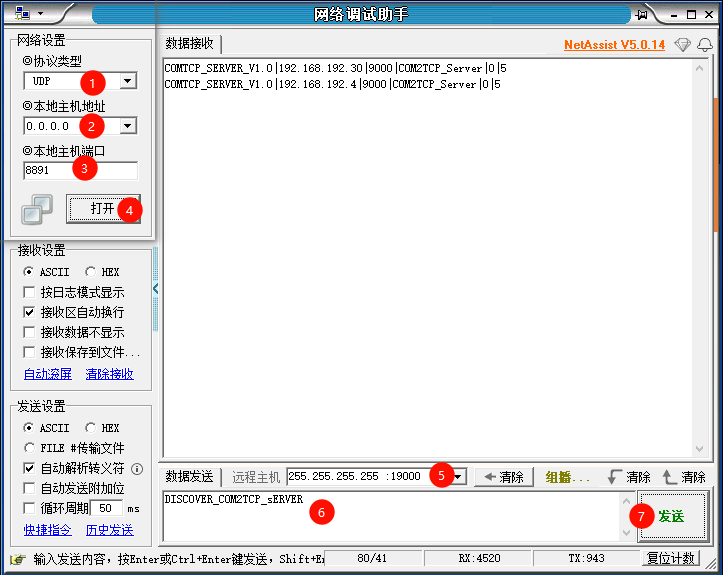 网络调试助手
网络设置
◎协议类型
UDP
1
◎本地主机地址
0.0.0.0
2
◎本地主机端口
3
8891
打开
4
接收设置
ASCII HEX
按日志模式显示
接收区自动换行
接收数据不显示
接收保存到文件...
自动滚屏 清除接收
发送设置
ASCII HEX
FILE #传输文件
自动解析转义符
自动发送附加位
循环周期 50 ms
快捷指令 历史发送
数据接收
NetAssist V5.0.14
COMTCP_SERVER_V1.0|192.168.192.30|9000|COM2TCP_Server|0|5
COMTCP_SERVER_V1.0|192.168.192.4|9000|COM2TCP_Server|0|5
数据发送 远程主机 255.255.255.255 :19000 5 清除 组播... 清除 清除
DISCOVER_COM2TCP_sERVER
6
7 发送
输入发送内容，按Enter或Ctrl+Enter键发送，Shift+En 80/41 RX:4520 TX:943 复位计数